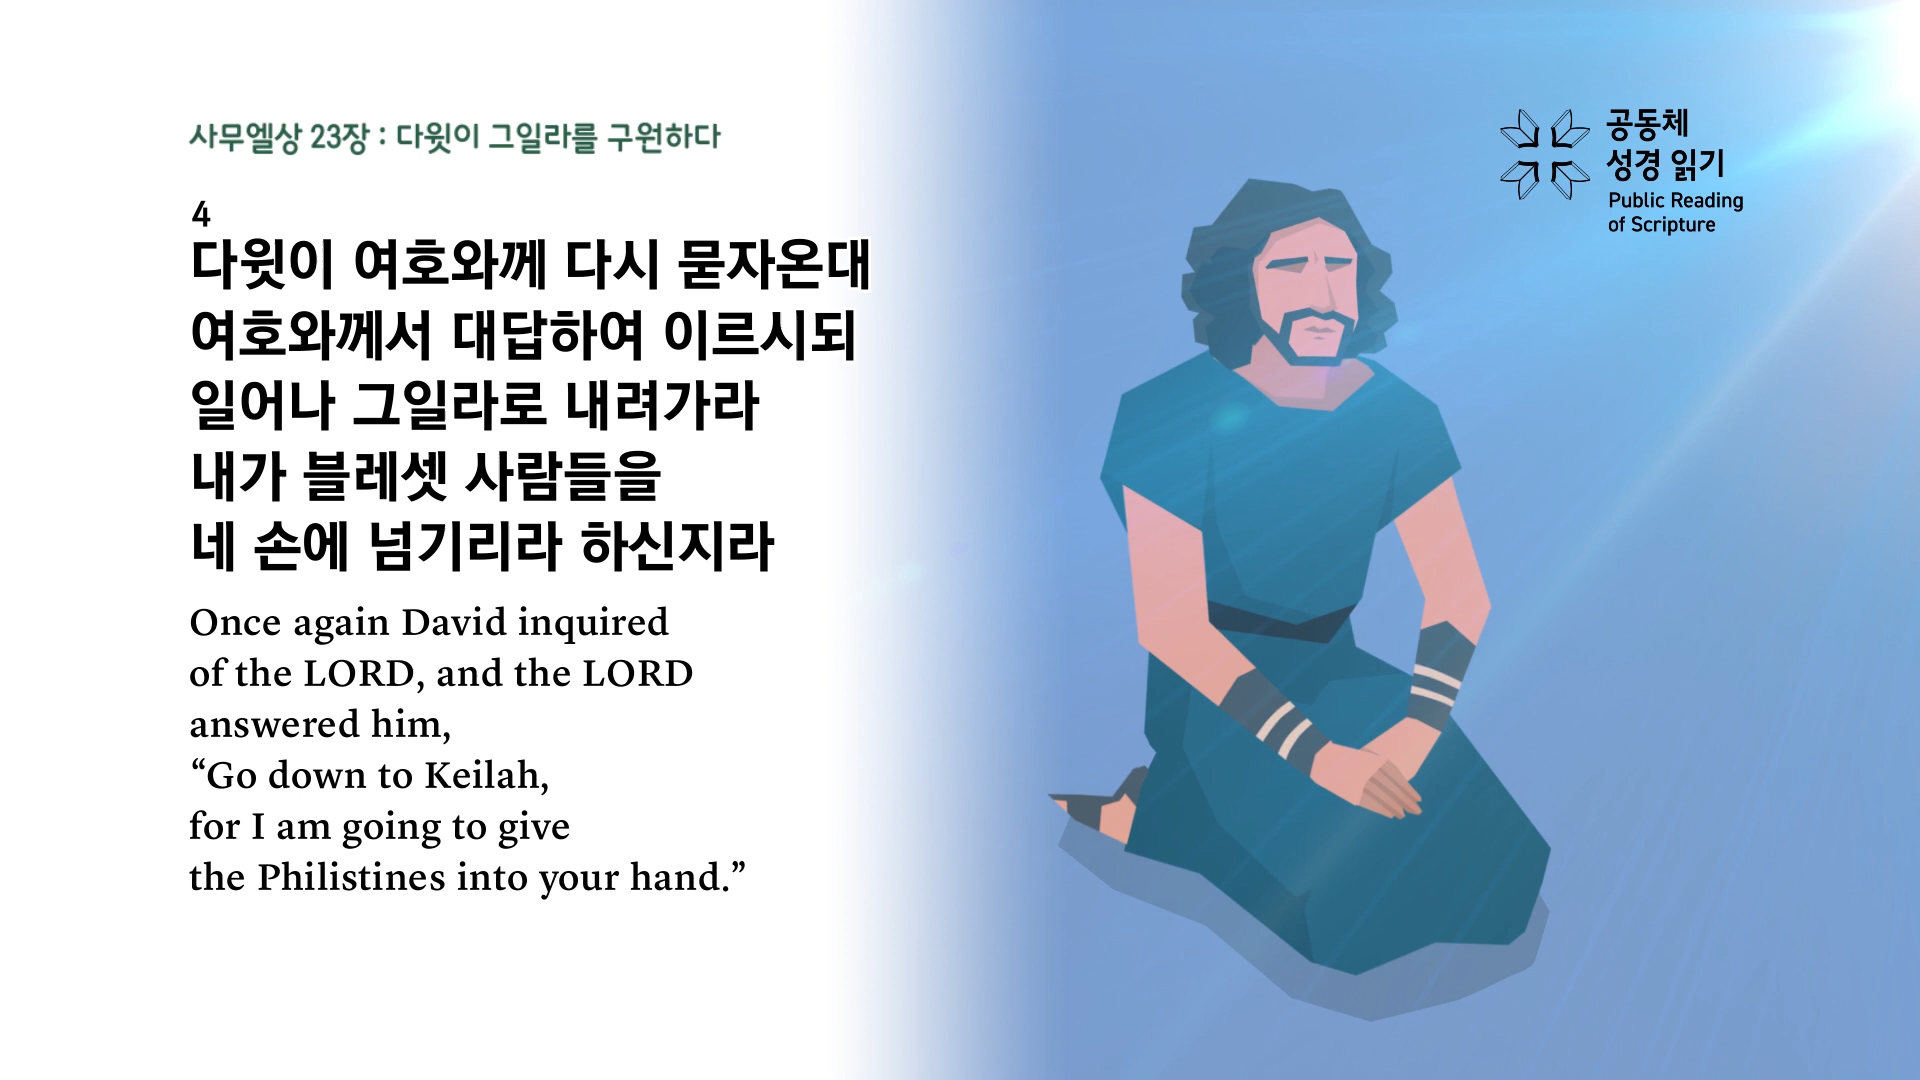 사무엘상 23장 : 다윗이 그일라를 구원하다
4
다윗이 여호와께 다시 묻자온대
여호와께서 대답하여 이르시되
일어나 그일라로 내려가라
내가 블레셋 사람들을
네 손에 넘기리라 하신지라
Once again David inquired
of the LORD, and the LORD
answered him,
“Go down to Keilah,
for I am going to give
the Philistines into your hand.”
공동체
성경 읽기
Public Reading
of Scripture